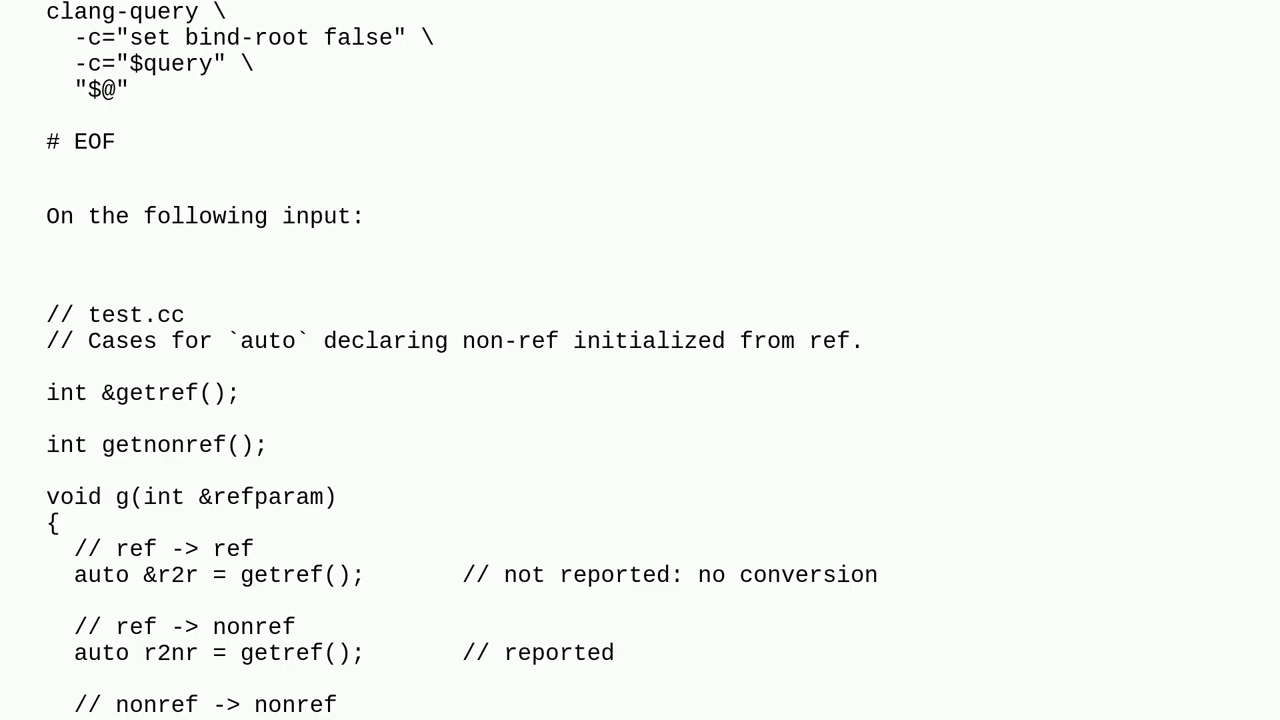 clang-query \
  -c="set bind-root false" \
  -c="$query" \
  "$@"

# EOF

On the following input:

// test.cc
// Cases for `auto` declaring non-ref initialized from ref.

int &getref();

int getnonref();

void g(int &refparam)
{
  // ref -> ref
  auto &r2r = getref();       // not reported: no conversion

  // ref -> nonref
  auto r2nr = getref();       // reported

  // nonref -> nonref